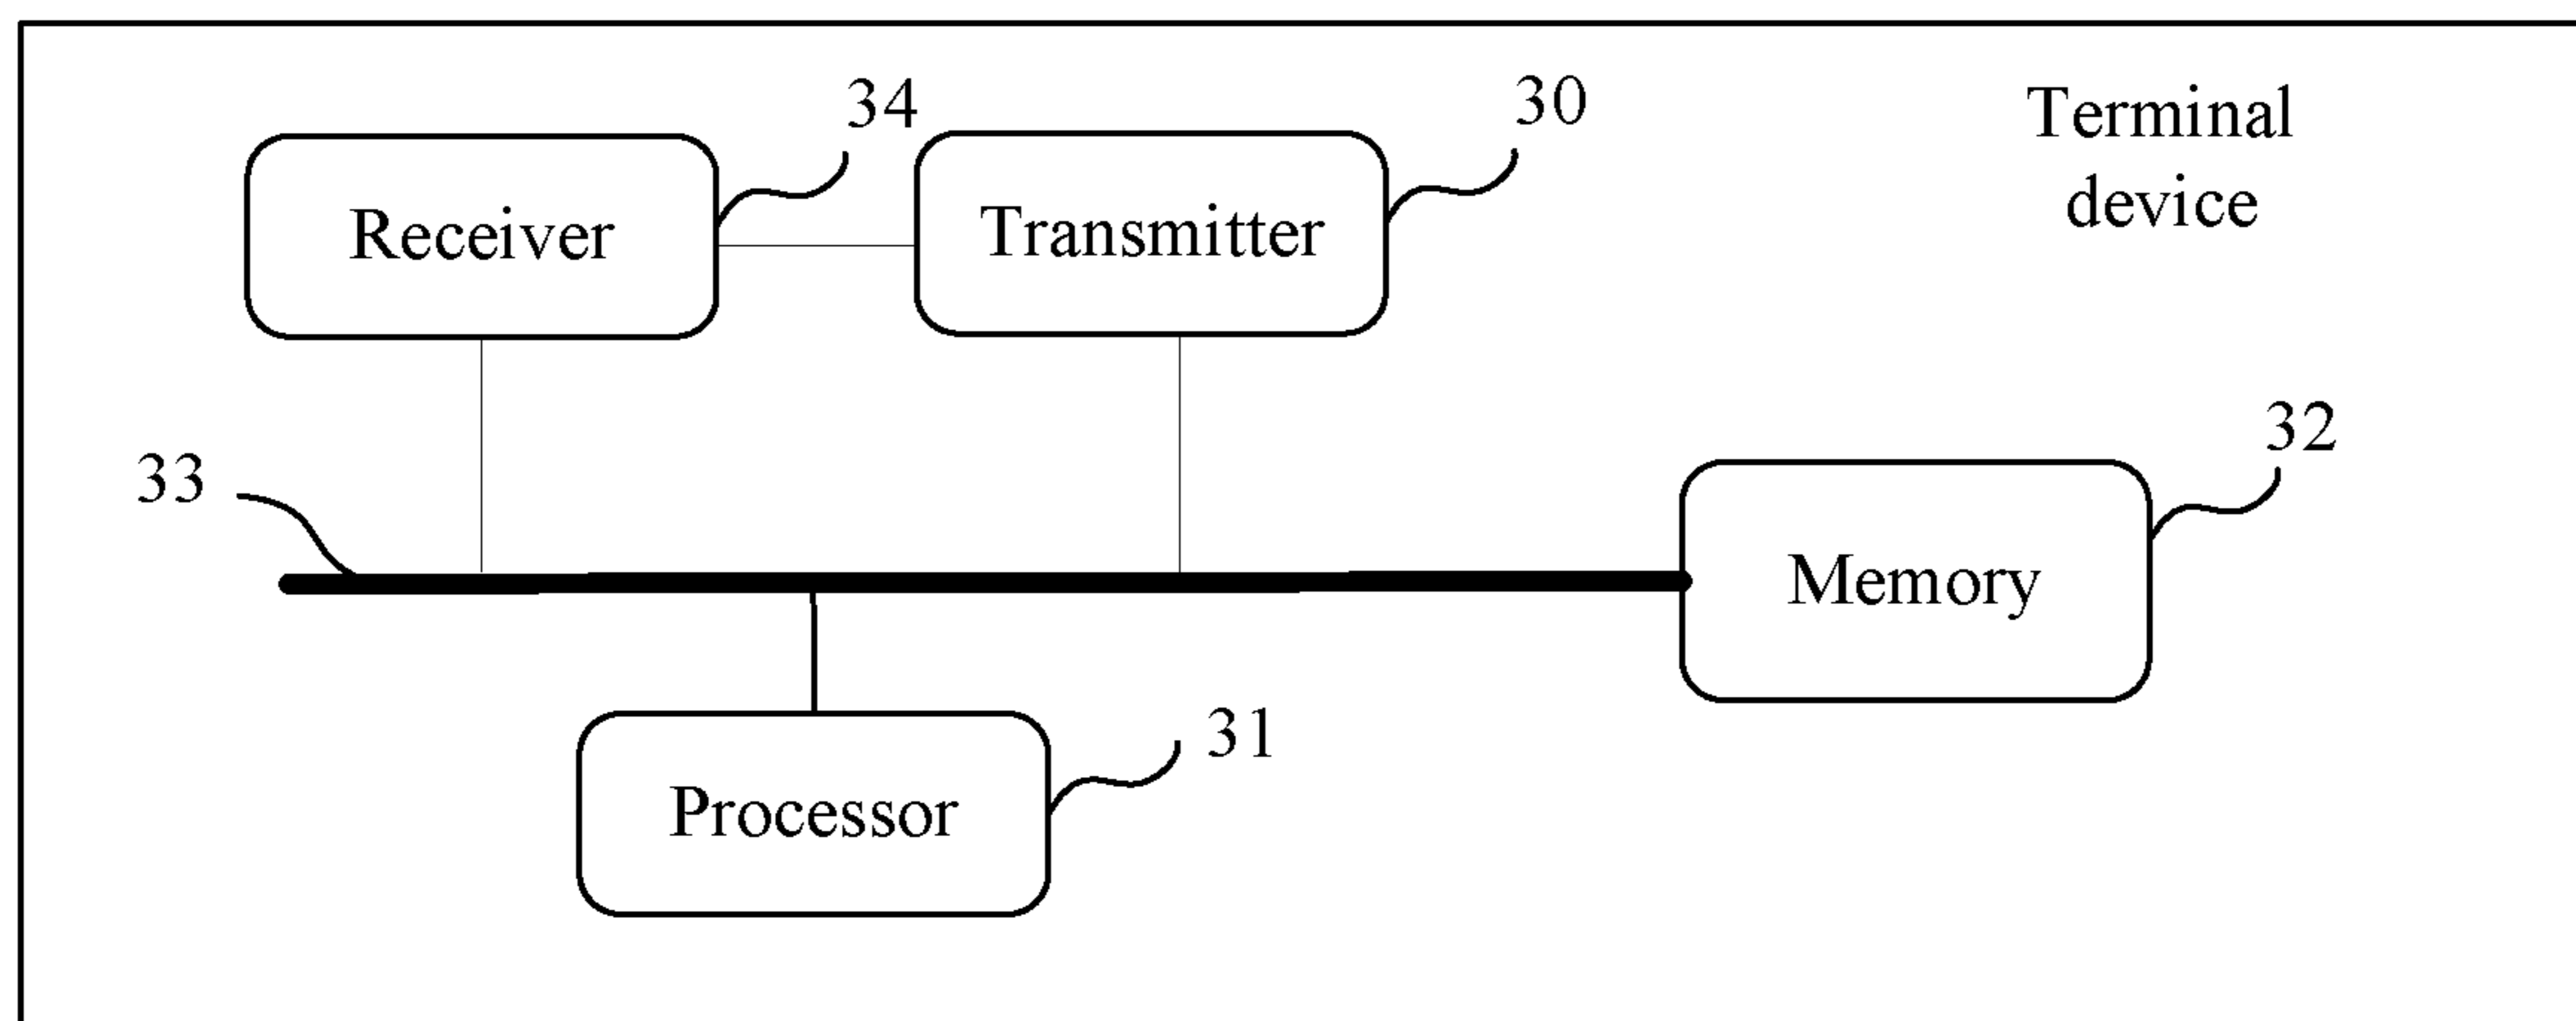 34
30
Terminal
device
Receiver
Transmitter
33
32
Memory
31
Processor